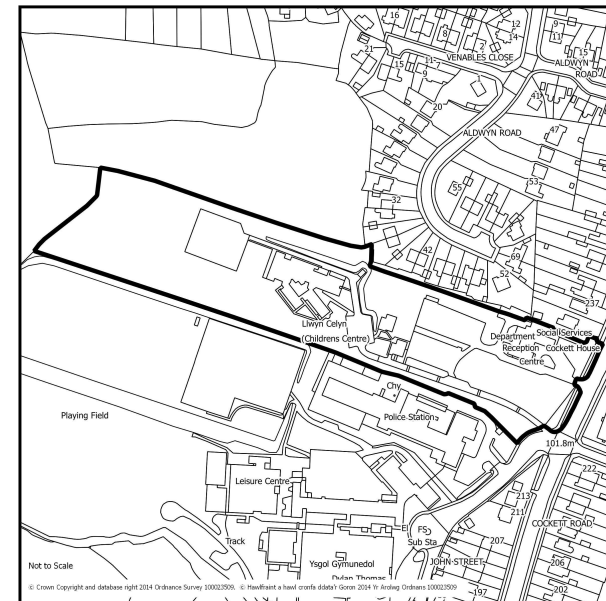 16
8
12
14
9
11
2
21
15
11
9
VENABLES CLOSE
15
ALDWYN
ROAD
1
41
20
ALDWYN ROAD
47
53
55
32
42
69
52
237
Llwyn Celyn
(Childrens Centre)
Department
Social Services
Reception
Cockett House
Centre
Chy
Police Station
Playing Field
101.8m
222
Leisure Centre
213
211
COCKETT ROAD
El
FS
Sub Sta
207
206
Track
Ysgol Gymunedol
JOHN STREET
Not to Scale
Dylan Thomas
197
202
© Crown Copyright and database right 2014 Ordnance Survey 100023509. © Hawlfraint a hawl cronfa ddata'r Goron 2014 Yr Arolwg Ordnans 100023509